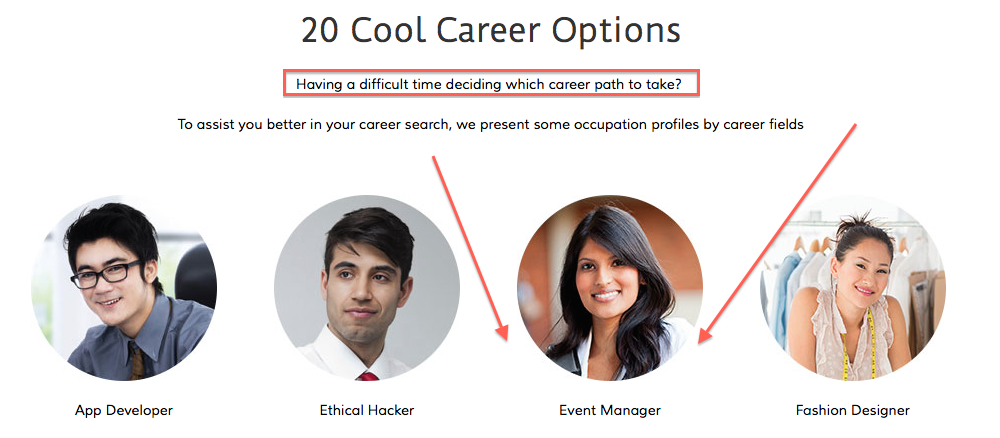 20 Cool Career Options
Having a difficult time deciding which career path to take?
To assist you better in your career search, we present some occupation profiles by career fields
App Developer
Ethical Hacker
Event Manager
Fashion Designer